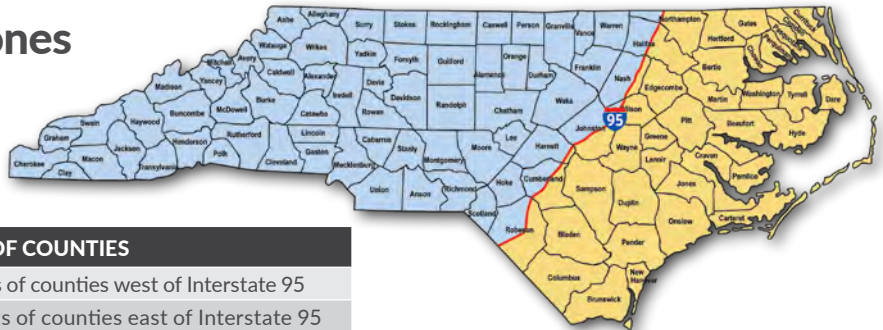 ones
Alleghany
Ashe
Surry
Stokes
Rockingham
Caswell
Person
Granville
Vance
Warren
Northampton
Gates
Halifax
Hertford
Watauga
Wilkes
Yadkin
Forsyth
Guilford
Alamance
Orange
Durham
Franklin
Nash
Bertie
Mitchell
Avery
Caldwell
Alexander
Iredell
Davie
Davidson
Randolph
Chatham
Wake
Edgecombe
Martin
Washington
Tyrrell
Dare
Madison
Yancey
Burke
Catawba
Rowan
95
Pitt
Beaufort
Hyde
Swain
Haywood
Buncombe
McDowell
Johnston
Greene
Graham
Jackson
Henderson
Rutherford
Lincoln
Cabarrus
Stanly
Montgomery
Moore
Lee
Harnett
Wayne
Lenoir
Craven
Pamlico
Cherokee
Macon
Clay
Transylvania
Polk
Cleveland
Gaston
Mecklenburg
Union
Anson
Richmond
Hoke
Cumberland
Sampson
Duplin
Jones
Carteret
Scotland
Robeson
Bladen
Pender
Onslow
Columbus
New
Hanover
Brunswick
OF COUNTIES
s of counties west of Interstate 95
s of counties east of Interstate 95